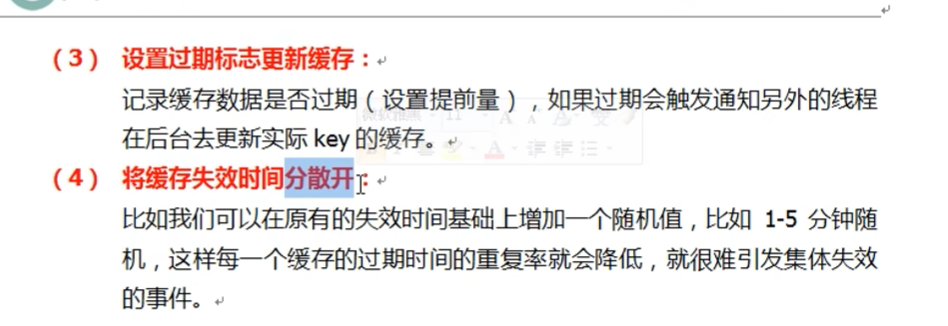 （3） 设置过期标志更新缓存：
记录缓存数据是否过期（设置提前量），如果过期会触发通知另外的线程
在后台去更新实际 key 的缓存。
（4） 将缓存失效时间分散开：
比如我们可以在原有的失效时间基础上增加一个随机值，比如 1-5 分钟随
机，这样每一个缓存的过期时间的重复率就会降低，就很难引发集体失效
的事件。